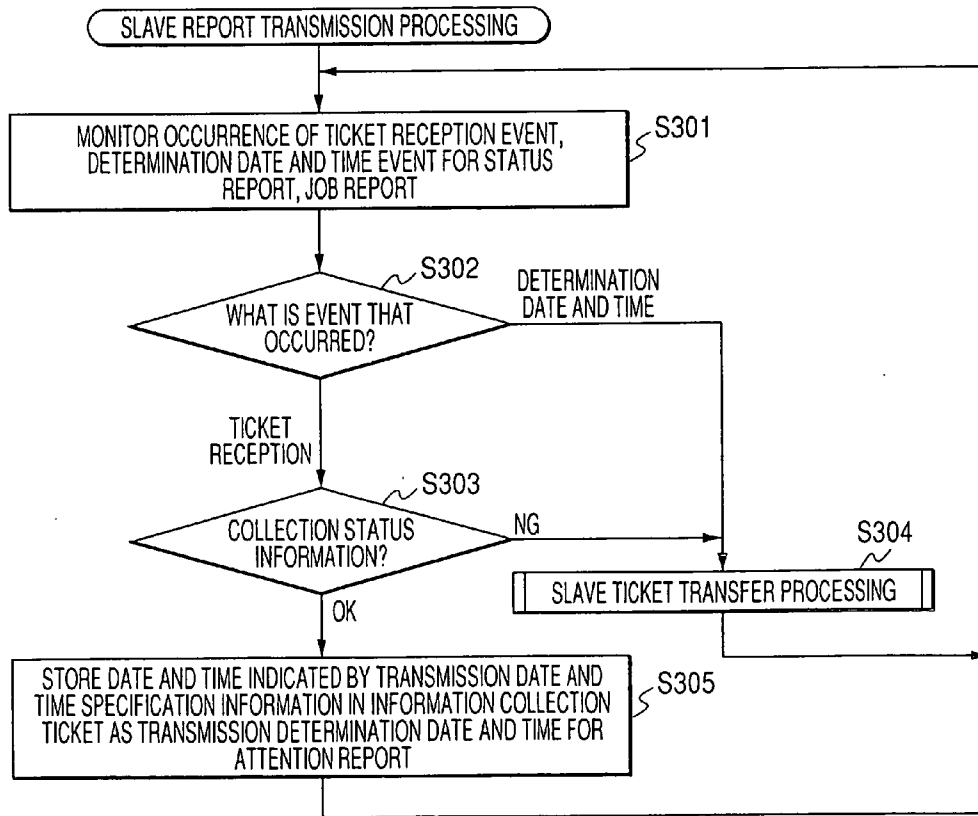 SLAVE REPORT TRANSMISSION PROCESSING
MONITOR OCCURRENCE OF TICKET RECEPTION EVENT,
DETERMINATION DATE AND TIME EVENT FOR STATUS
REPORT, JOB REPORT
S301
S302
WHAT IS EVENT THAT
OCCURRED?
DETERMINATION
DATE AND TIME
TICKET
RECEPTION
S303
COLLECTION STATUS
INFORMATION?
NG
OK
S304
SLAVE TICKET TRANSFER PROCESSING
STORE DATE AND TIME INDICATED BY TRANSMISSION DATE AND
TIME SPECIFICATION INFORMATION IN INFORMATION COLLECTION
TICKET AS TRANSMISSION DETERMINATION DATE AND TIME FOR
ATTENTION REPORT
S305